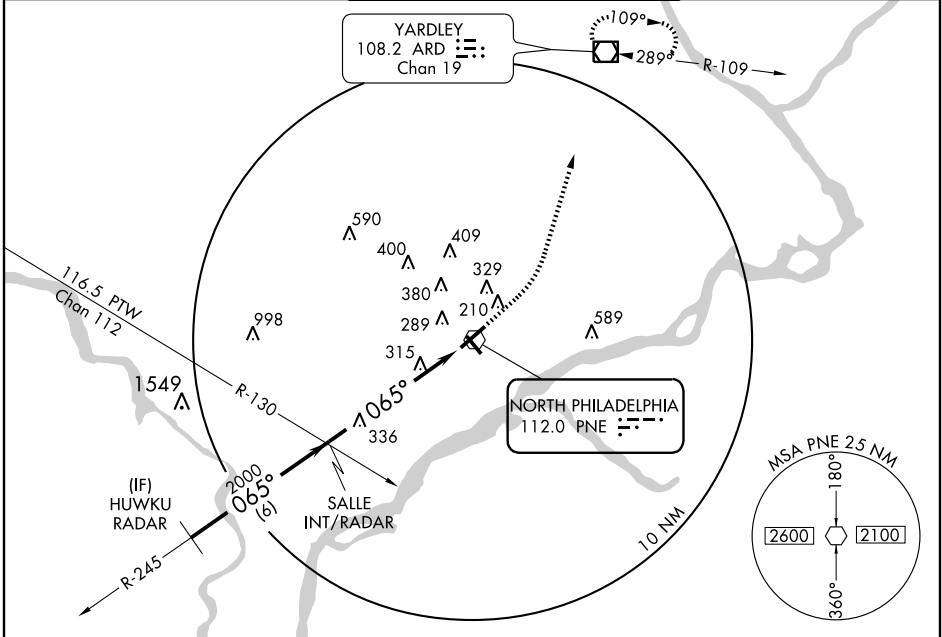 YARDLEY
108.2 ARD
Chan 19
109°
289°
R-109
590
400
409
329
380
210
289
589
998
315
116.5 PTW
Chan 112
1549
R-130
065°
336
NORTH PHILADELPHIA
112.0 PNE
2000
065°
(6)
(IF)
HUWKU
RADAR
SALLE
INT/RADAR
R-245
10 NM
MSA PNE 25 NM
180°
2600
2100
360°